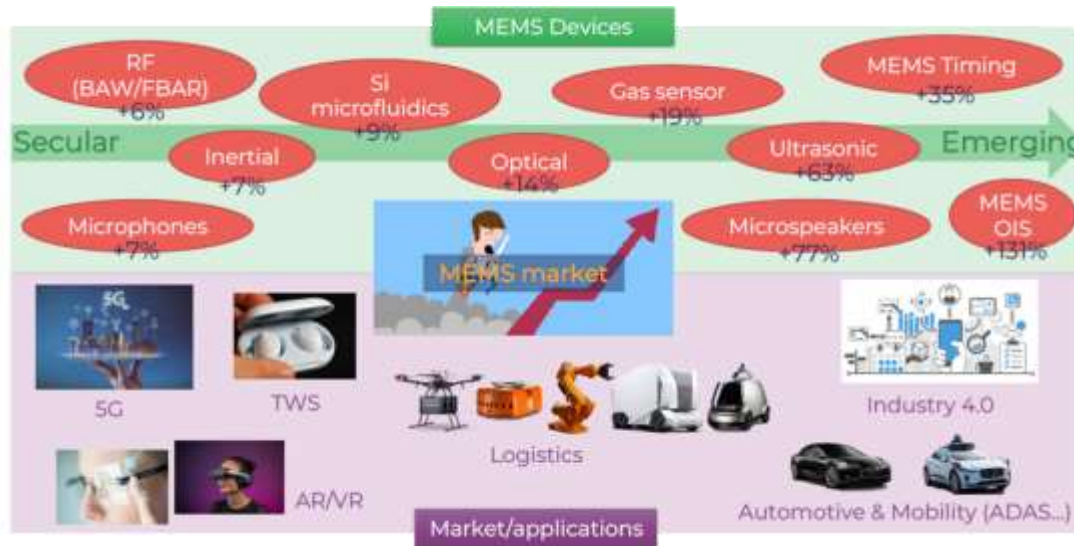 MEMS Devices
RF
(BAW/FBAR)
+6%
Si
microfluidics
+9%
Gas sensor
+19%
MEMS Timing
+35%
Secular
Emerging
Inertial
+7%
Optical
+14%
Ultrasonic
+63%
Microphones
+7%
Microspeakers
+77%
MEMS
OIS
+131%
MEMS market
5G
5G
TWS
Logistics
Industry 4.0
AR/VR
Automotive & Mobility (ADAS...)
Market/applications